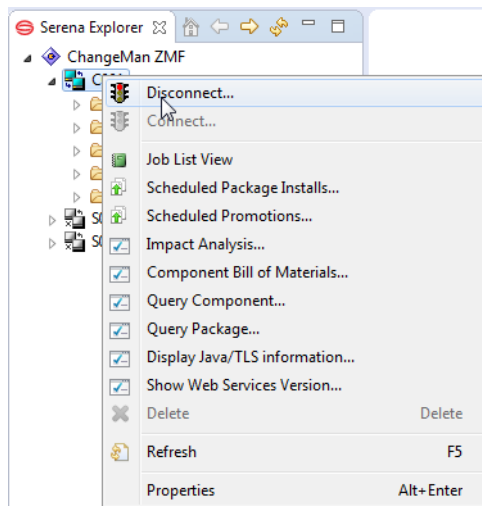 Serena Explorer
ChangeMan ZMF
Disconnect...
Connect...
Job List View
Scheduled Package Installs...
Scheduled Promotions...
Impact Analysis...
Component Bill of Materials...
Query Component...
Query Package...
Display Java/TLS information...
Show Web Services Version...
Delete Delete
Refresh F5
Properties Alt+Enter